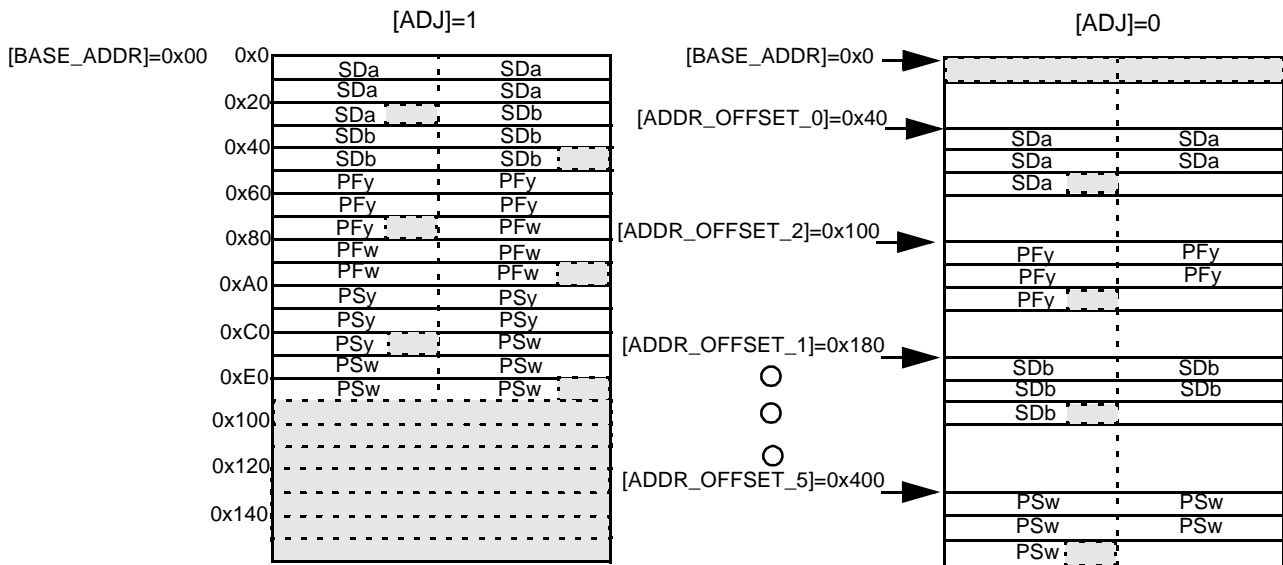 [ADJ]=1
[BASE_ADDR]=0x00
0x0
SDa SDa
SDa SDa
0x20
SDa SDb
SDb SDb
0x40
SDb SDb
PFy PFy
0x60
PFy PFy
PFy PFw
0x80
PFw PFw
PFw PFw
0xA0
PSy PSy
PSy PSy
0xC0
PSy PSw
PSw PSw
0xE0
PSw PSw
0x100
0x120
0x140
[ADJ]=0
[BASE_ADDR]=0x0
[ADDR_OFFSET_0]=0x40
SDa SDa
SDa SDa
SDa
[ADDR_OFFSET_2]=0x100
PFy PFy
PFy PFy
PFy
[ADDR_OFFSET_1]=0x180
SDb SDb
SDb SDb
SDb
[ADDR_OFFSET_5]=0x400
PSw PSw
PSw PSw
PSw